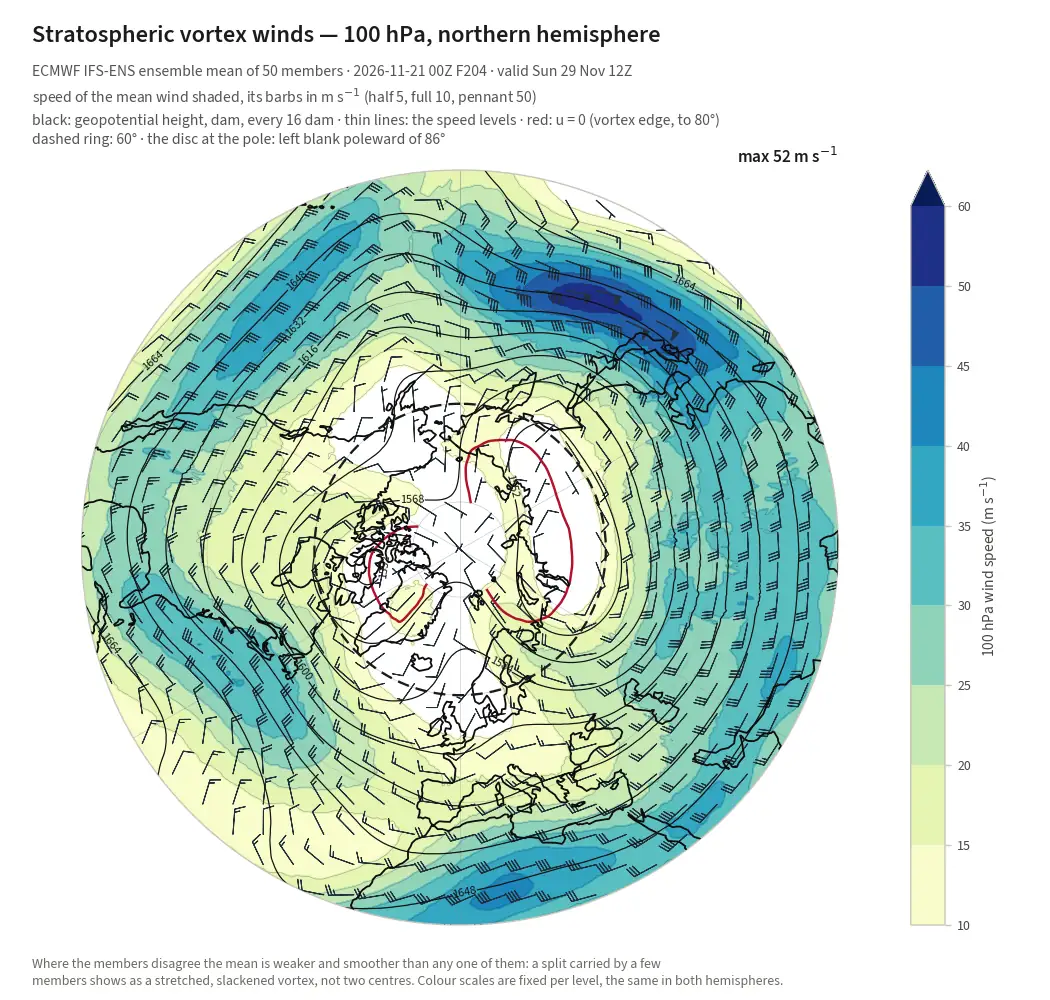 Stratospheric vortex winds — 100 hPa, northern hemisphere
ECMWF IFS-ENS ensemble mean of 50 members · 2026-11-21 00Z F204 · valid Sun 29 Nov 12Z
speed of the mean wind shaded, its barbs in m s⁻¹ (half 5, full 10, pennant 50)
black: geopotential height, dam, every 16 dam · thin lines: the speed levels · red: u = 0 (vortex edge, to 80°)
dashed ring: 60° · the disc at the pole: left blank poleward of 86°
max 52 m s⁻¹
60
50
45
40
35
30
25
20
15
10
100 hPa wind speed (m s⁻¹)
1664
1648
1632
1616
1664
1568
1664
1600
1648
Where the members disagree the mean is weaker and smoother than any one of them: a split carried by a few
members shows as a stretched, slackened vortex, not two centres. Colour scales are fixed per level, the same in both hemispheres.